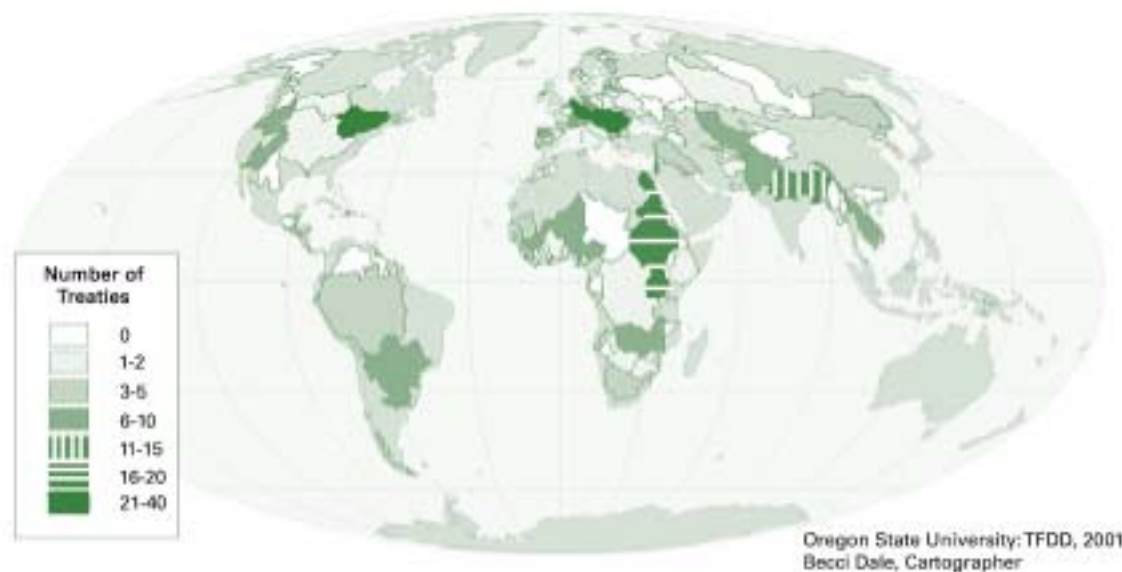 Number of
Treaties
0
1-2
3-5
6-10
11-15
16-20
21-40
Oregon State University: TFDD, 2001
Becci Dale, Cartographer